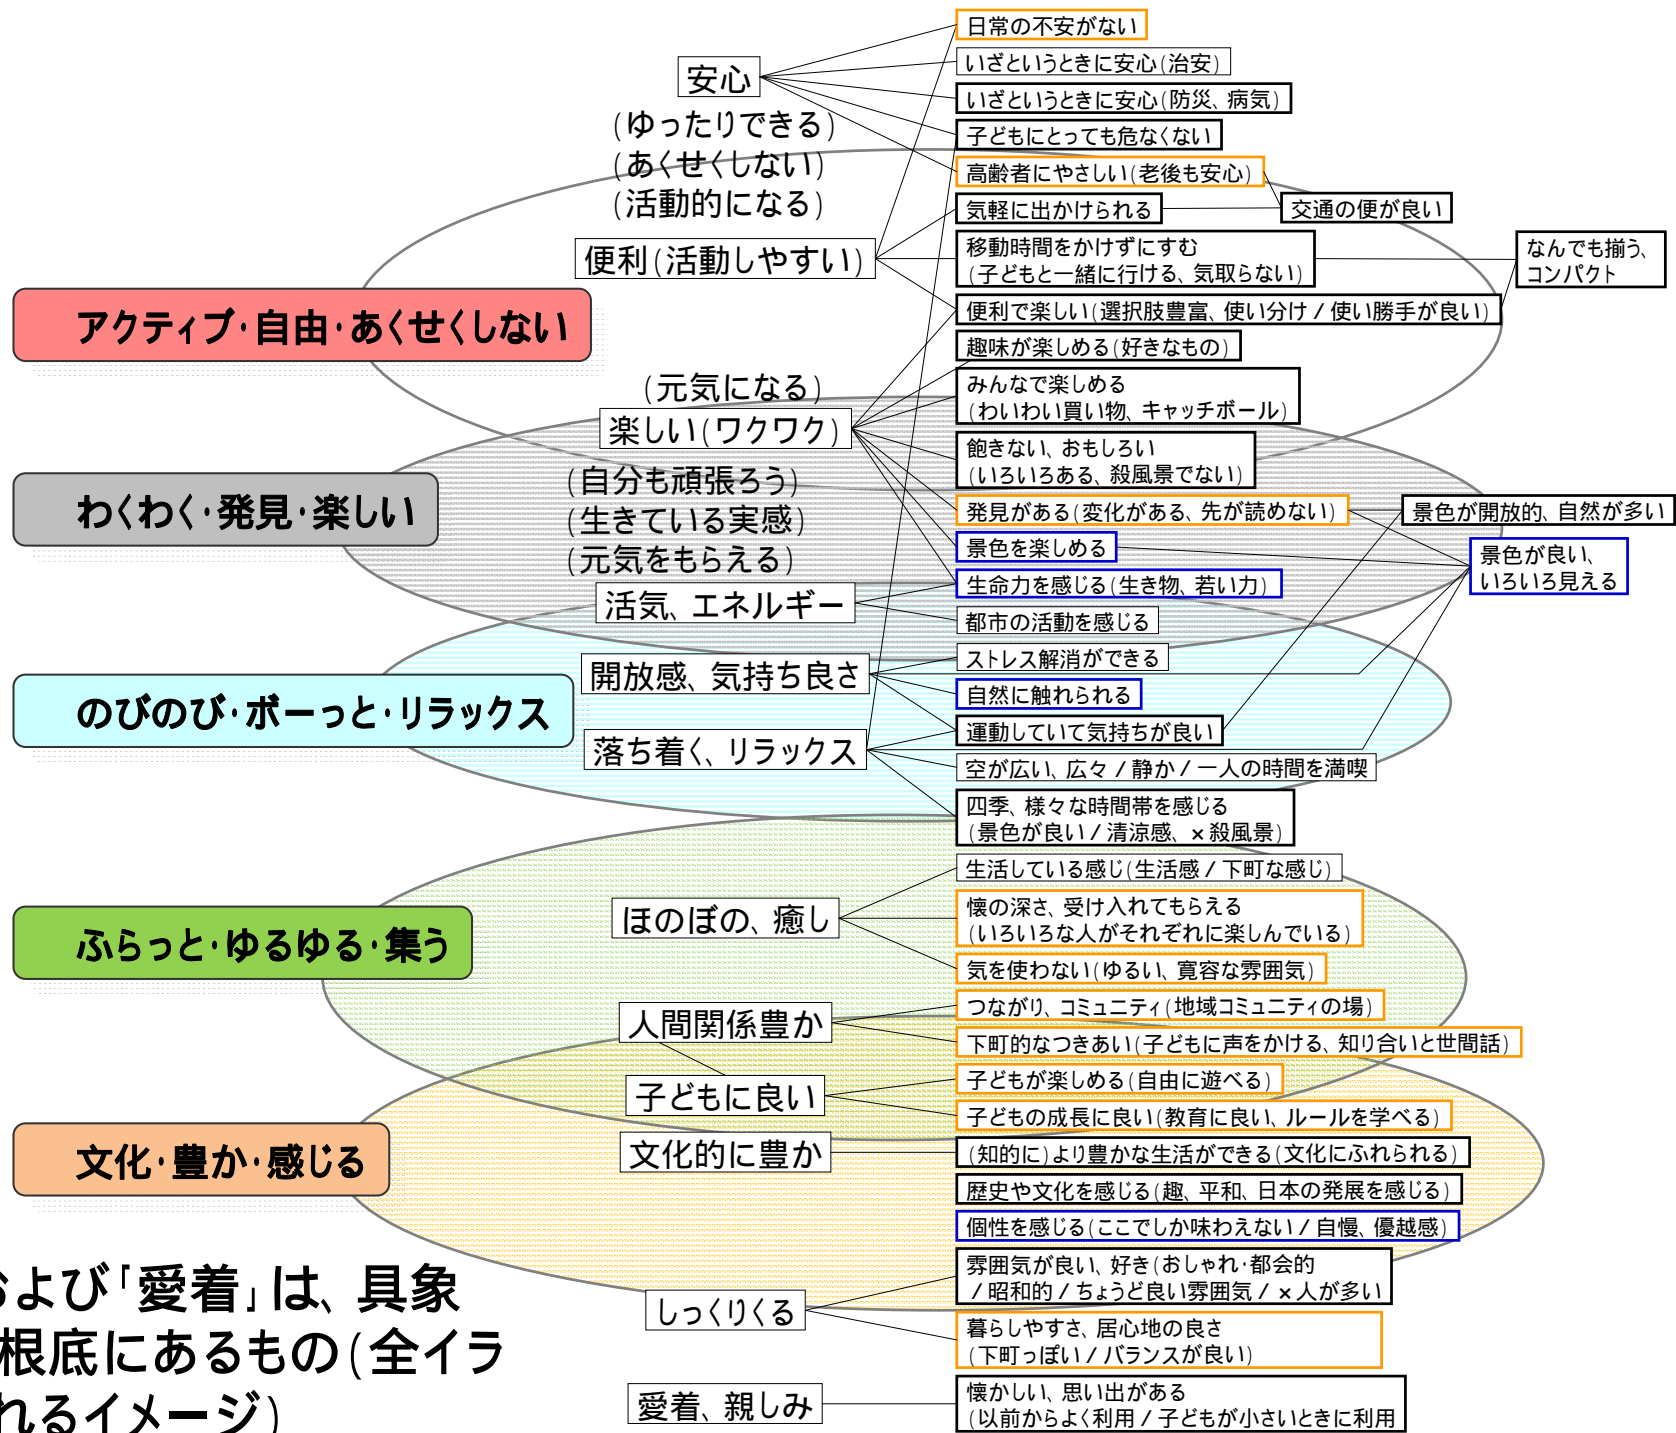 日常の不安がない
いざというときに安心(治安)
安心
いざというときに安心(防災、病気)
(ゆったりできる)
子どもにとっても危なくない
(あくせくしない)
高齢者にやさしい(老後も安心)
(活動的になる)
気軽に出かけられる
交通の便が良い
便利(活動しやすい)
移動時間をかけずにすむ
(子どもと一緒に行ける、気取らない)
なんでも揃う、
コンパクト
アクティブ・自由・あくせくしない
便利で楽しい(選択肢豊富、使い分け/使い勝手が良い)
趣味が楽しめる(好きなもの)
(元気になる)
みんなで楽しめる
(わいわい買い物、キャッチボール)
楽しい(ワクワク)
飽きない、おもしろい
(いろいろある、殺風景でない)
(自分も頑張ろう)
わくわく・発見・楽しい
発見がある(変化がある、先が読めない)
景色が開放的、自然が多い
(生きている実感)
景色を楽しめる
(元気をもらえる)
景色が良い、
いろいろ見える
生命力を感じる(生き物、若い力)
活気、エネルギー
都市の活動を感じる
ストレス解消ができる
開放感、気持ち良さ
自然に触れられる
のびのび・ボーっと・リラックス
運動していて気持ちが良い
落ち着く、リラックス
空が広い、広々/静か/一人の時間を満喫
四季、様々な時間帯を感じる
(景色が良い/清涼感、×殺風景)
生活している感じ(生活感/下町な感じ)
ほのぼの、癒し
懐の深さ、受け入れてもらえる
(いろいろな人がそれぞれに楽しんでいる)
ふらっと・ゆるゆる・集う
気を使わない(ゆるい、寛容な雰囲気)
つながり、コミュニティ(地域コミュニティの場)
人間関係豊か
下町的なつきあい(子どもに声をかける、知り合いと世間話)
子どもが楽しめる(自由に遊べる)
子どもに良い
子どもの成長に良い(教育に良い、ルールを学べる)
文化的に豊か
(知的に)より豊かな生活ができる(文化にふれられる)
文化・豊か・感じる
歴史や文化を感じる(趣、平和、日本の発展を感じる)
個性を感じる(ここでしか味わえない/自慢、優越感)
雰囲気が良い、好き(おしゃれ・都会的
/昭和的/ちょうど良い雰囲気/×人が多い
しっくりくる
暮らしやすさ、居心地の良さ
(下町っぽい/バランスが良い)
愛着、親しみ
懐かしい、思い出がある
(以前からよく利用/子どもが小さいときに利用
および「愛着」は、具象
根底にあるもの(全イラ
れるイメージ)